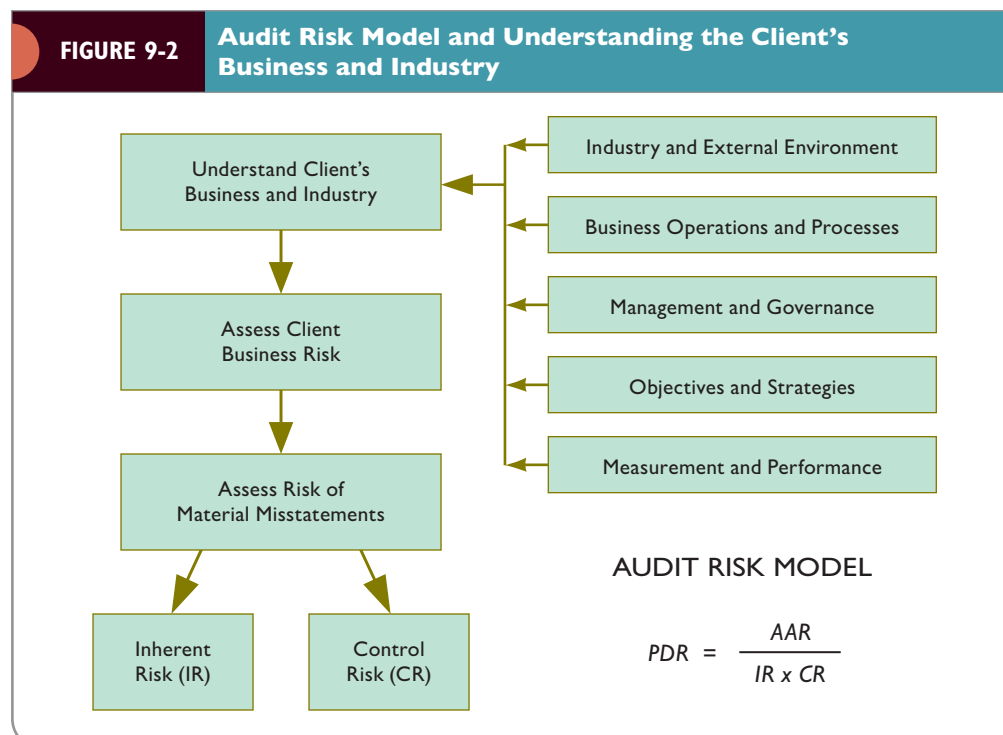 FIGURE 9-2
Audit Risk Model and Understanding the Client's
Business and Industry
Understand Client's
Business and Industry
Assess Client
Business Risk
Assess Risk of
Material Misstatements
Inherent
Risk (IR)
Control
Risk (CR)
Industry and External Environment
Business Operations and Processes
Management and Governance
Objectives and Strategies
Measurement and Performance
AUDIT RISK MODEL
PDR = AAR
IR x CR